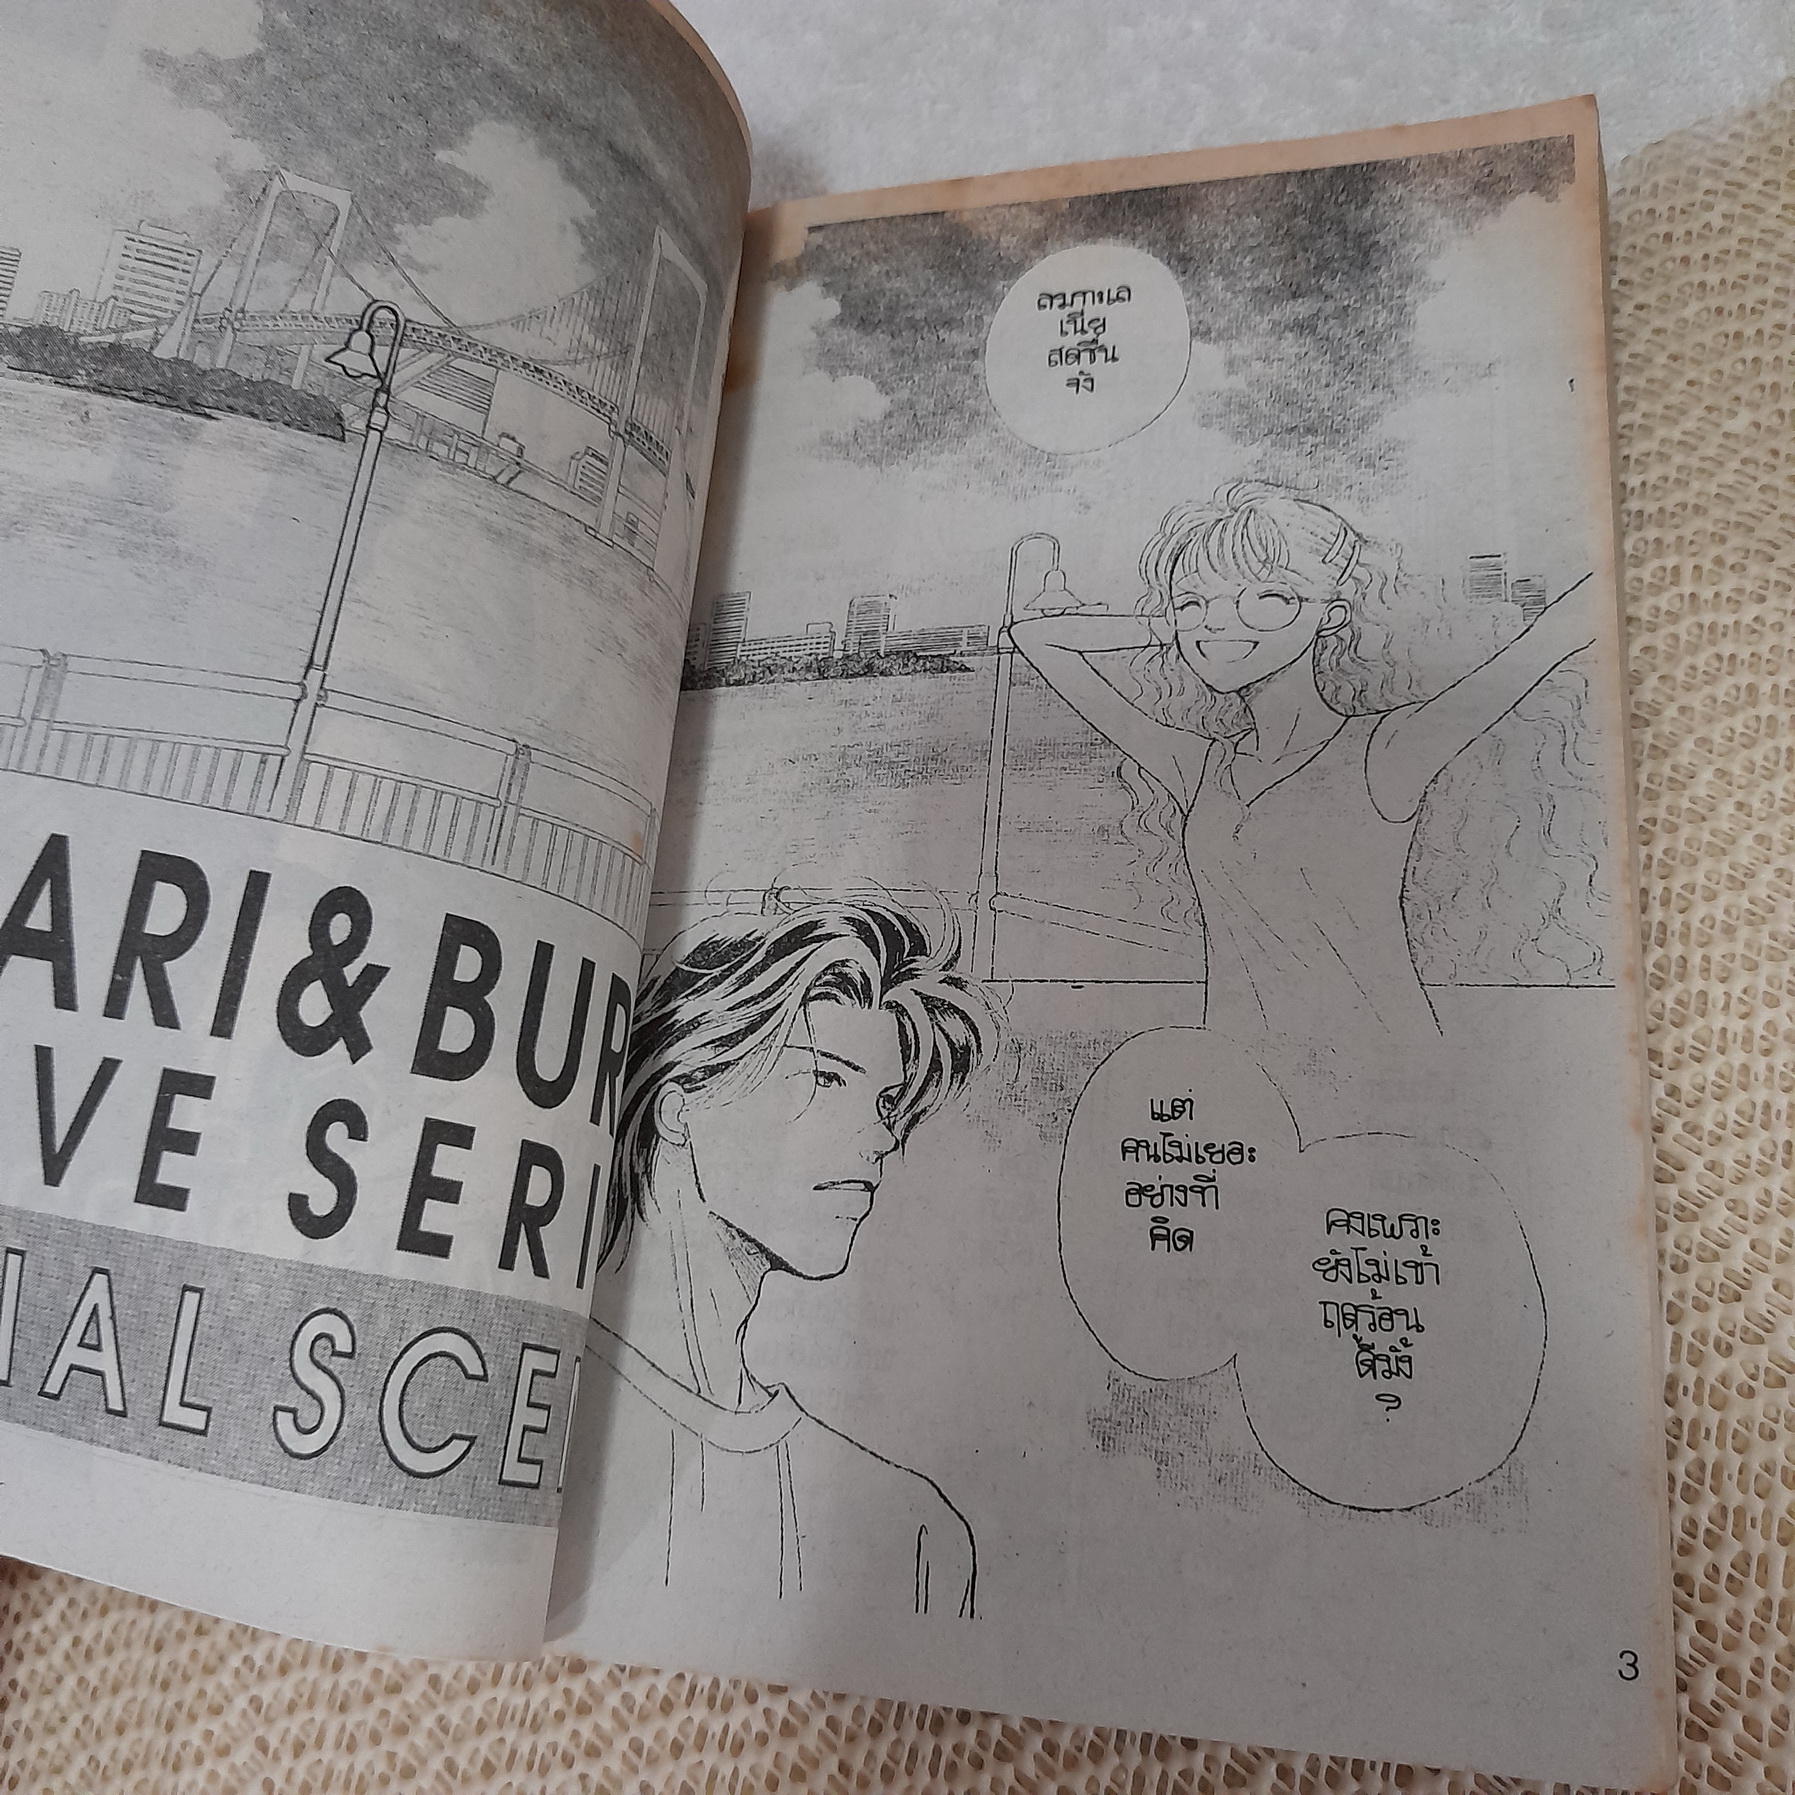 ARI&BUR
VE SERI
IAL SCE
ลมทะเล
เนี่ย
สดชื่น
จัง
แต่
คนไม่เยอะ
อย่างที่
คิด
คงเพราะ
ยังไม่เข้า
ฤดูร้อน
ดีมั้ง
?
3